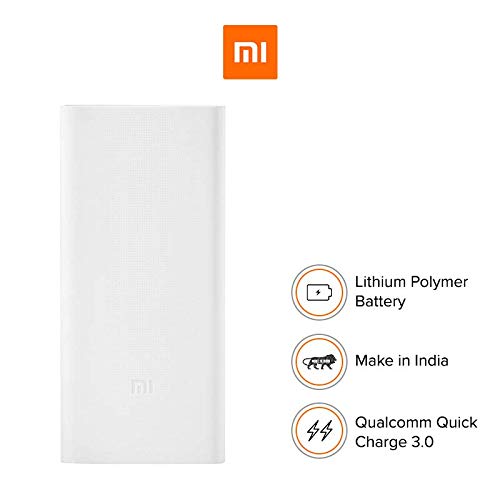 mi
mi
Lithium Polymer
Battery
Make in India
Qualcomm Quick
Charge 3.0